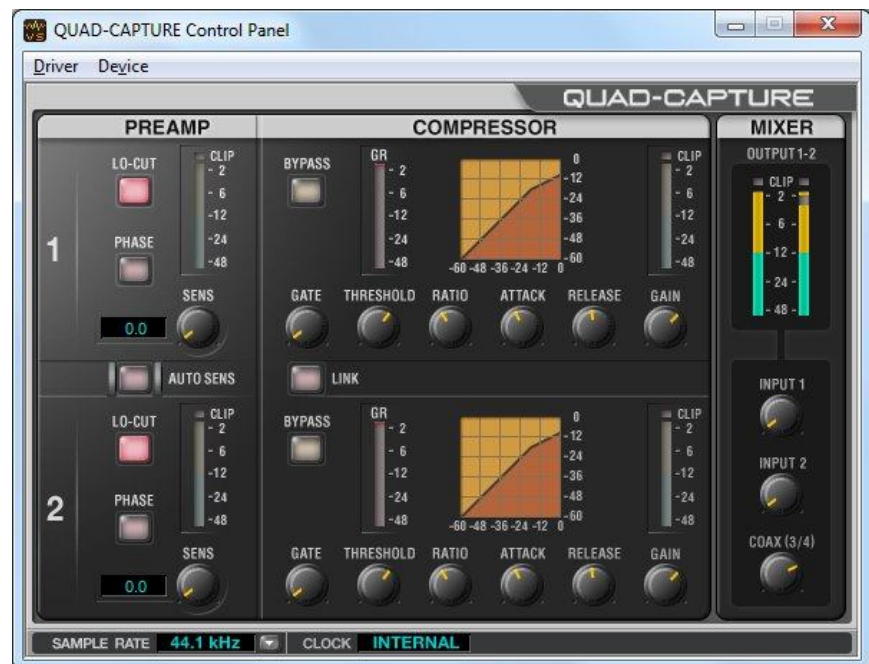 QUAD-CAPTURE Control Panel
Driver Device
QUAD-CAPTURE
PREAMP COMPRESSOR MIXER
OUTPUT 1-2
LO-CUT CLIP BYPASS GR 0 CLIP CLIP
- 2 - 2 -12 - 2 - 2 -
- 6 - 6 -24 - 6 - 6 -
-12 -12 -36 -12 - 12 -
1 PHASE -24 -24 -48 -24 - 24 -
-48 -48 -60 -48 - 48 -
-60 -48 -36 -24 -12 0
SENS GATE THRESHOLD RATIO ATTACK RELEASE GAIN
0.0
AUTO SENS LINK INPUT 1
LO-CUT CLIP BYPASS GR 0 CLIP
- 2 - 2 -12 - 2
- 6 - 6 -24 - 6 INPUT 2
-12 -12 -36 -12
2 PHASE -24 -24 -48 -24
-48 -48 -60 -48
-60 -48 -36 -24 -12 0
SENS GATE THRESHOLD RATIO ATTACK RELEASE GAIN COAX (3/4)
0.0
SAMPLE RATE 44.1 kHz CLOCK INTERNAL